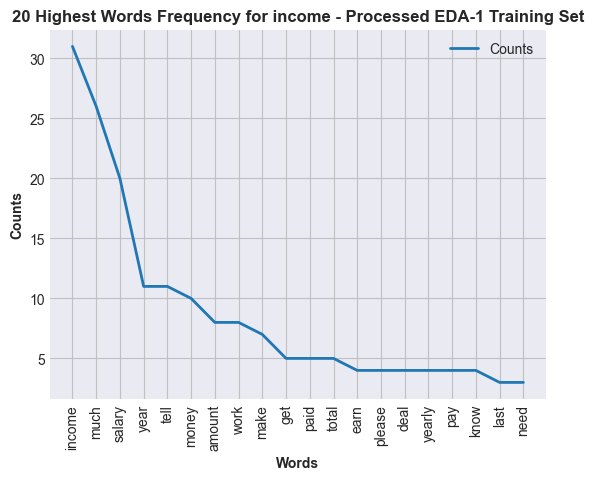 20 Highest Words Frequency for income - Processed EDA-1 Training Set
Counts
30
25
20
15
10
5
Counts
income
much
salary
year
tell
money
amount
work
make
get
paid
total
earn
please
deal
yearly
pay
know
last
need
Words